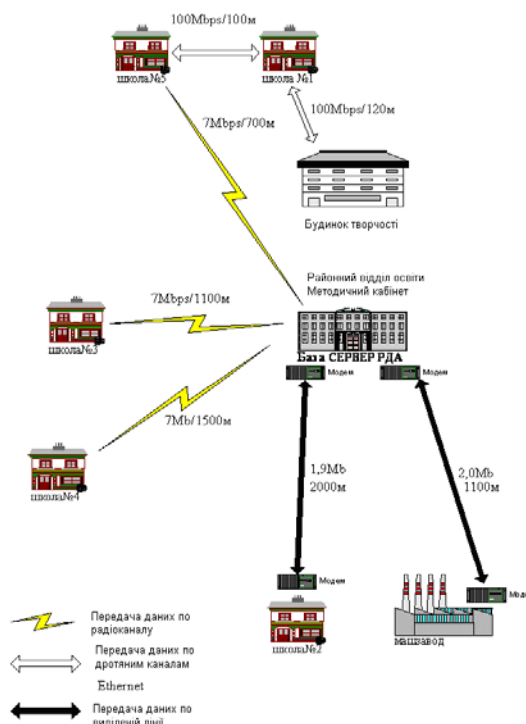 100Mbps/100м
школа№5
школа №1
100Mbps/120м
7Mbps/700м
Будинок творчості
Районний відділ освіти
Методичний кабінет
7Mbps/1100м
школа№3
База СЕРВЕР РДА
Модем
Модем
7Mb/1500м
школа№4
1,9Mb
2000м
2,0Mb
1100м
Модем
школа№2
машзавод
Передача даних по
радіоканалу
Передача даних по
дротяним каналам
Ethernet
Передача даних по
виділеній лінії